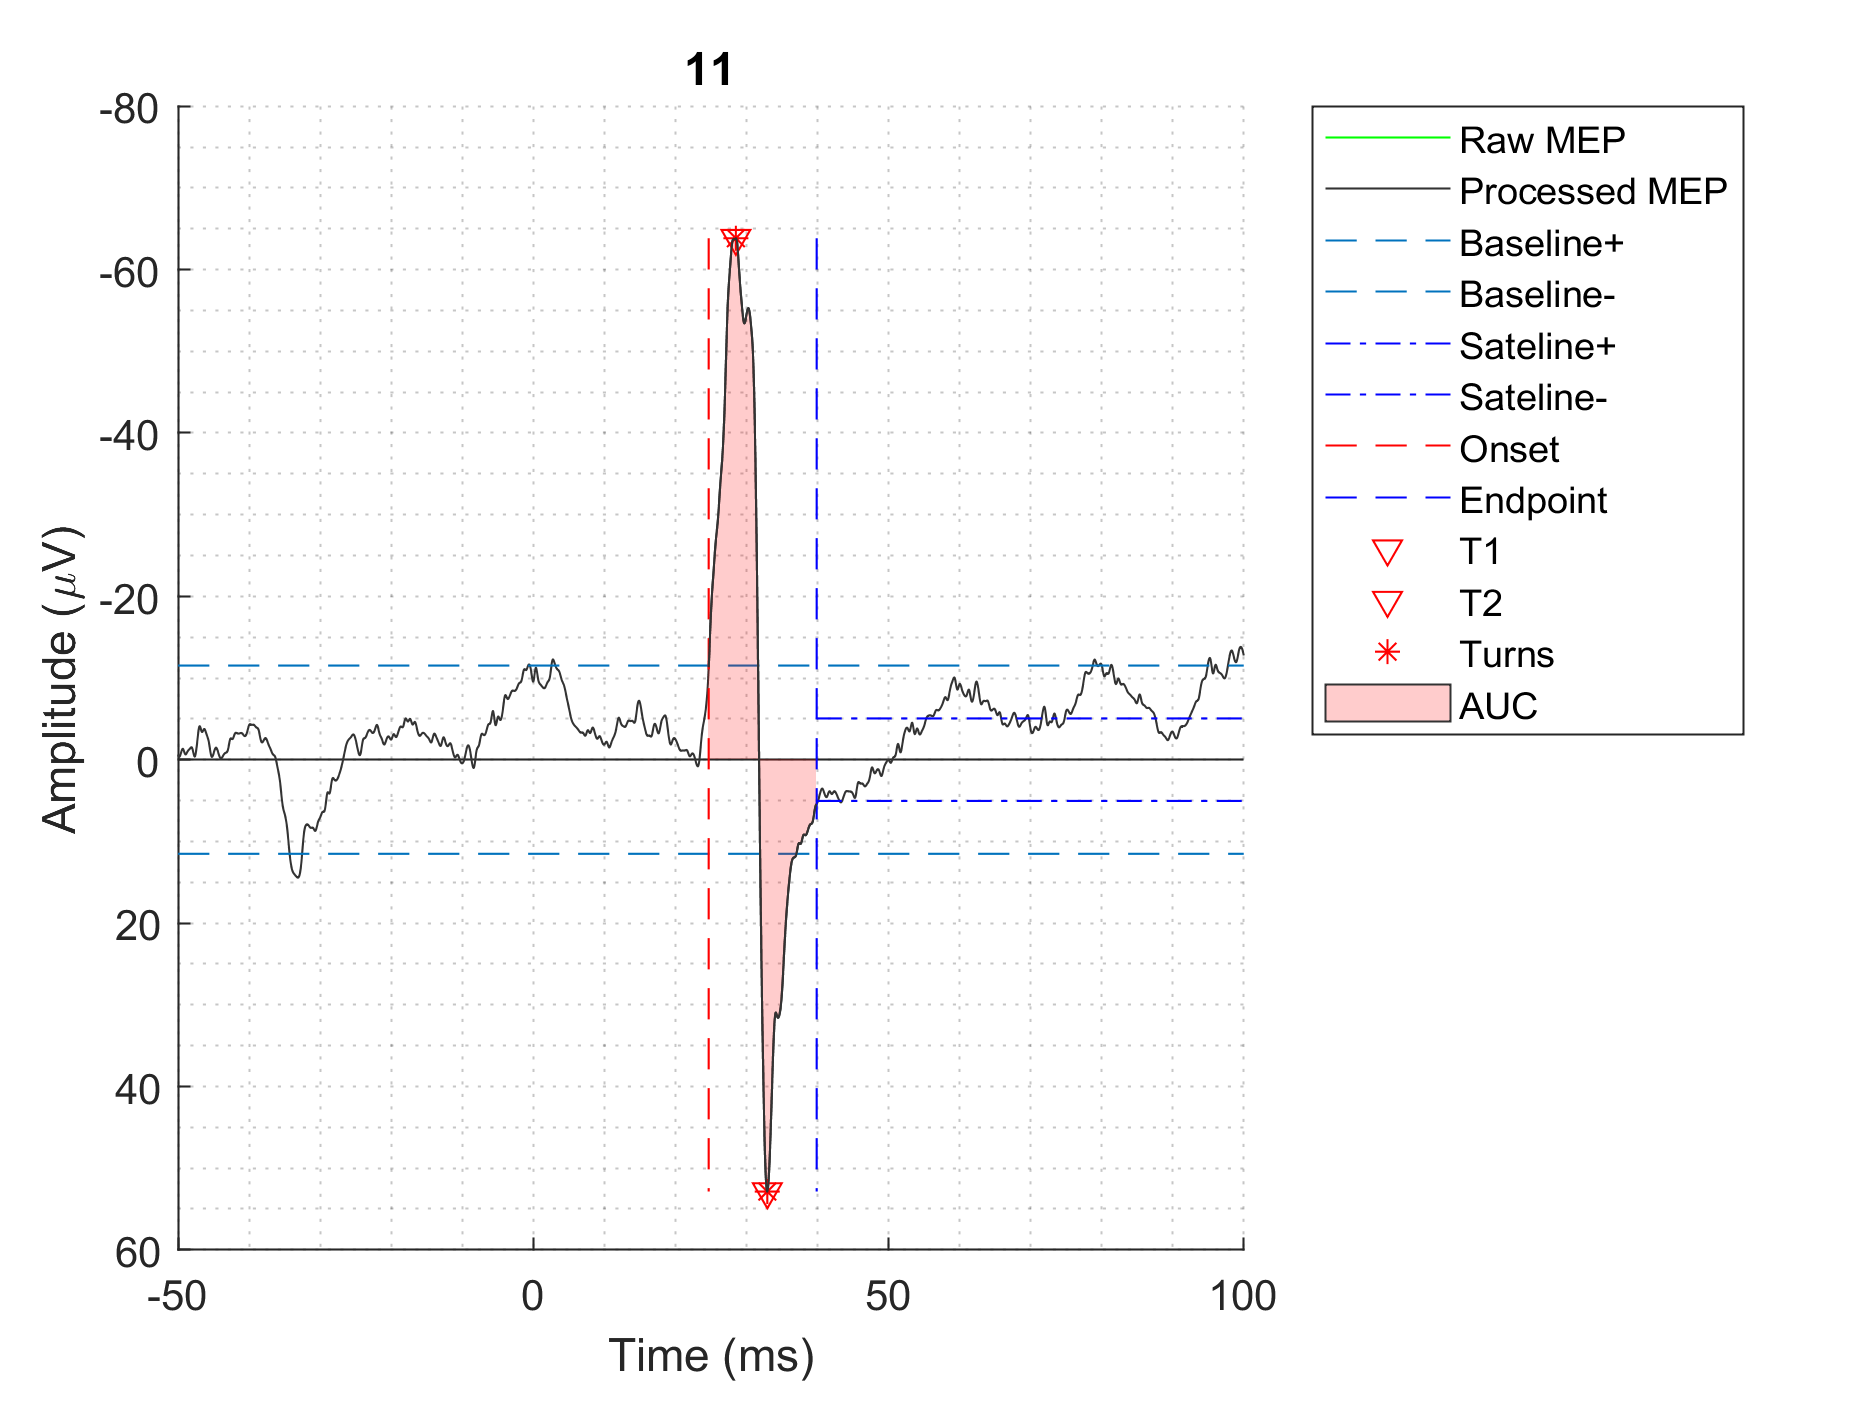 11
-80
-60
-40
-20
0
20
40
60
Amplitude (μV)
-50 0 50 100
Time (ms)
Raw MEP
Processed MEP
Baseline+
Baseline-
Sateline+
Sateline-
Onset
Endpoint
T1
T2
Turns
AUC